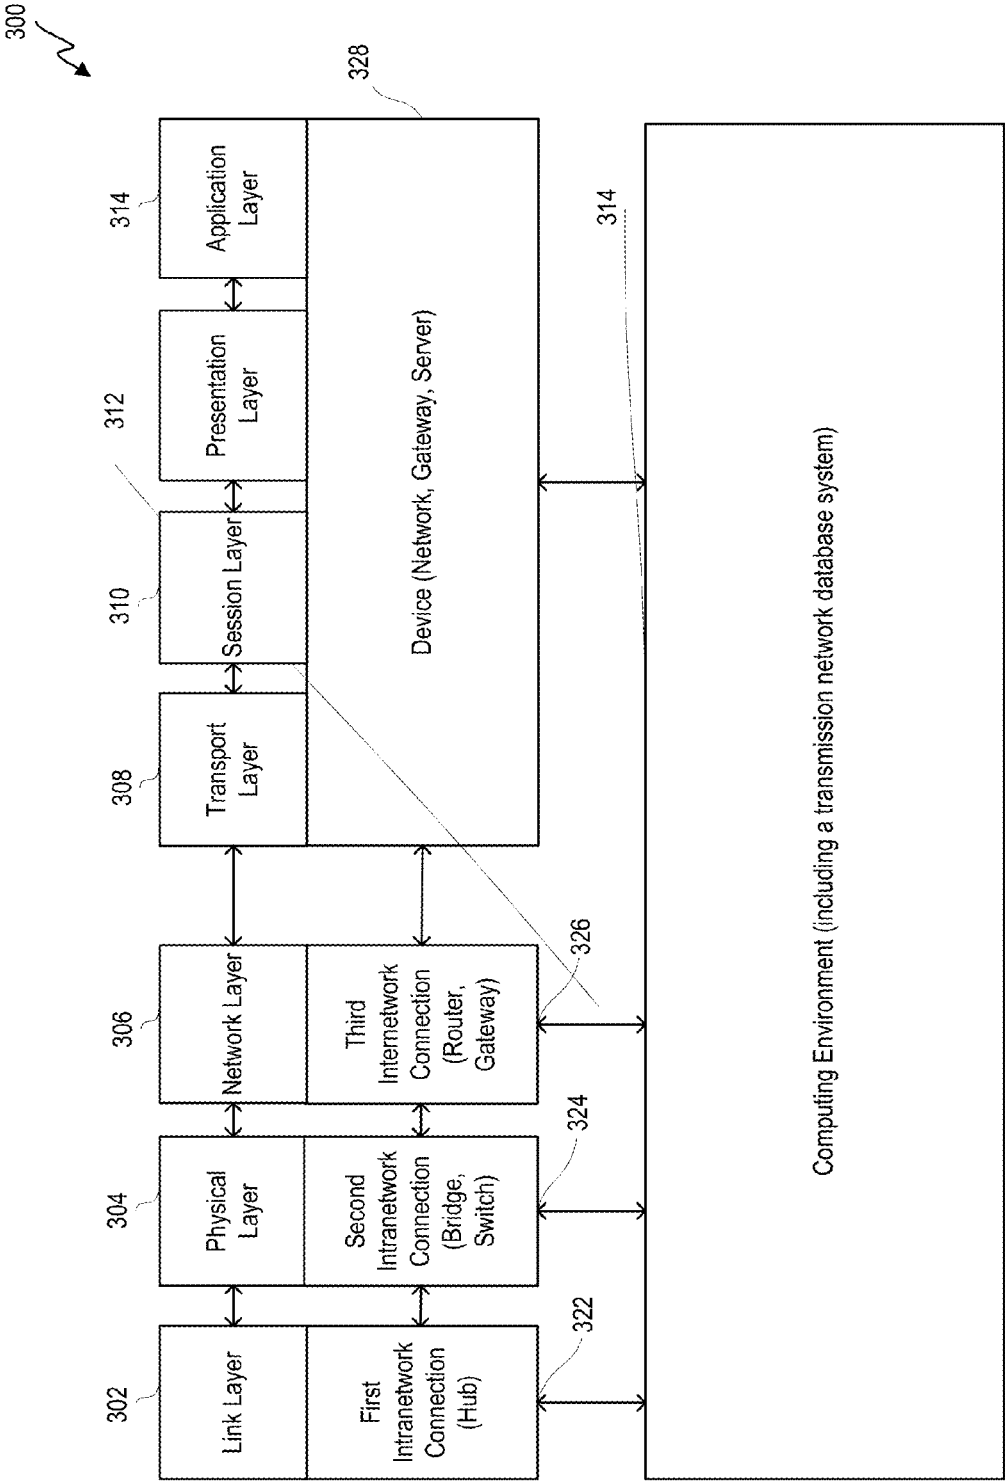 300
302
304
306
308
310
312
314
Link Layer
Physical
Layer
Network Layer
Transport
Layer
Session Layer
Presentation
Layer
Application
Layer
First
Intranetwork
Connection
(Hub)
Second
Intranetwork
Connection
(Bridge,
Switch)
Third
Internetwork
Connection
(Router,
Gateway)
Device (Network, Gateway, Server)
328
322
324
326
314
Computing Environment (including a transmission network database system)